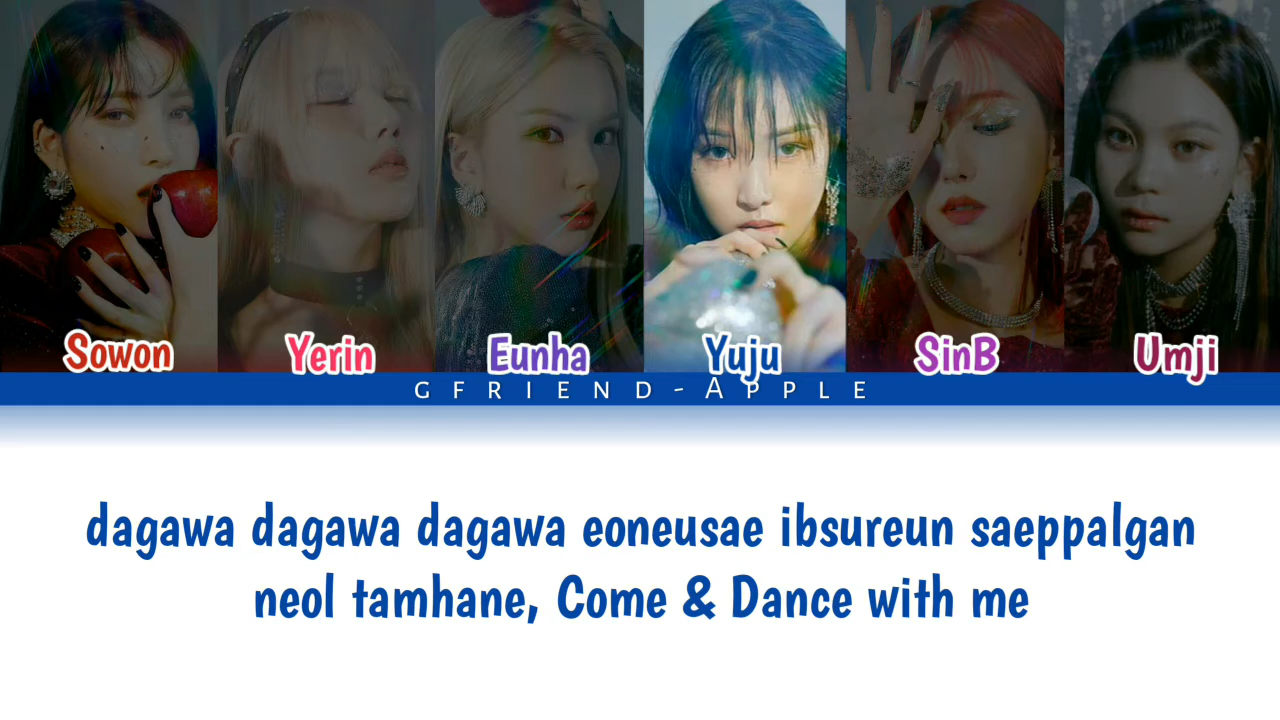 Sowon Yerin Eunha Yuju SinB Umji
GFRIEND-APPLE
dagawa dagawa dagawa eoneusae ibsureun saeppalgan
neol tamhane, Come & Dance with me